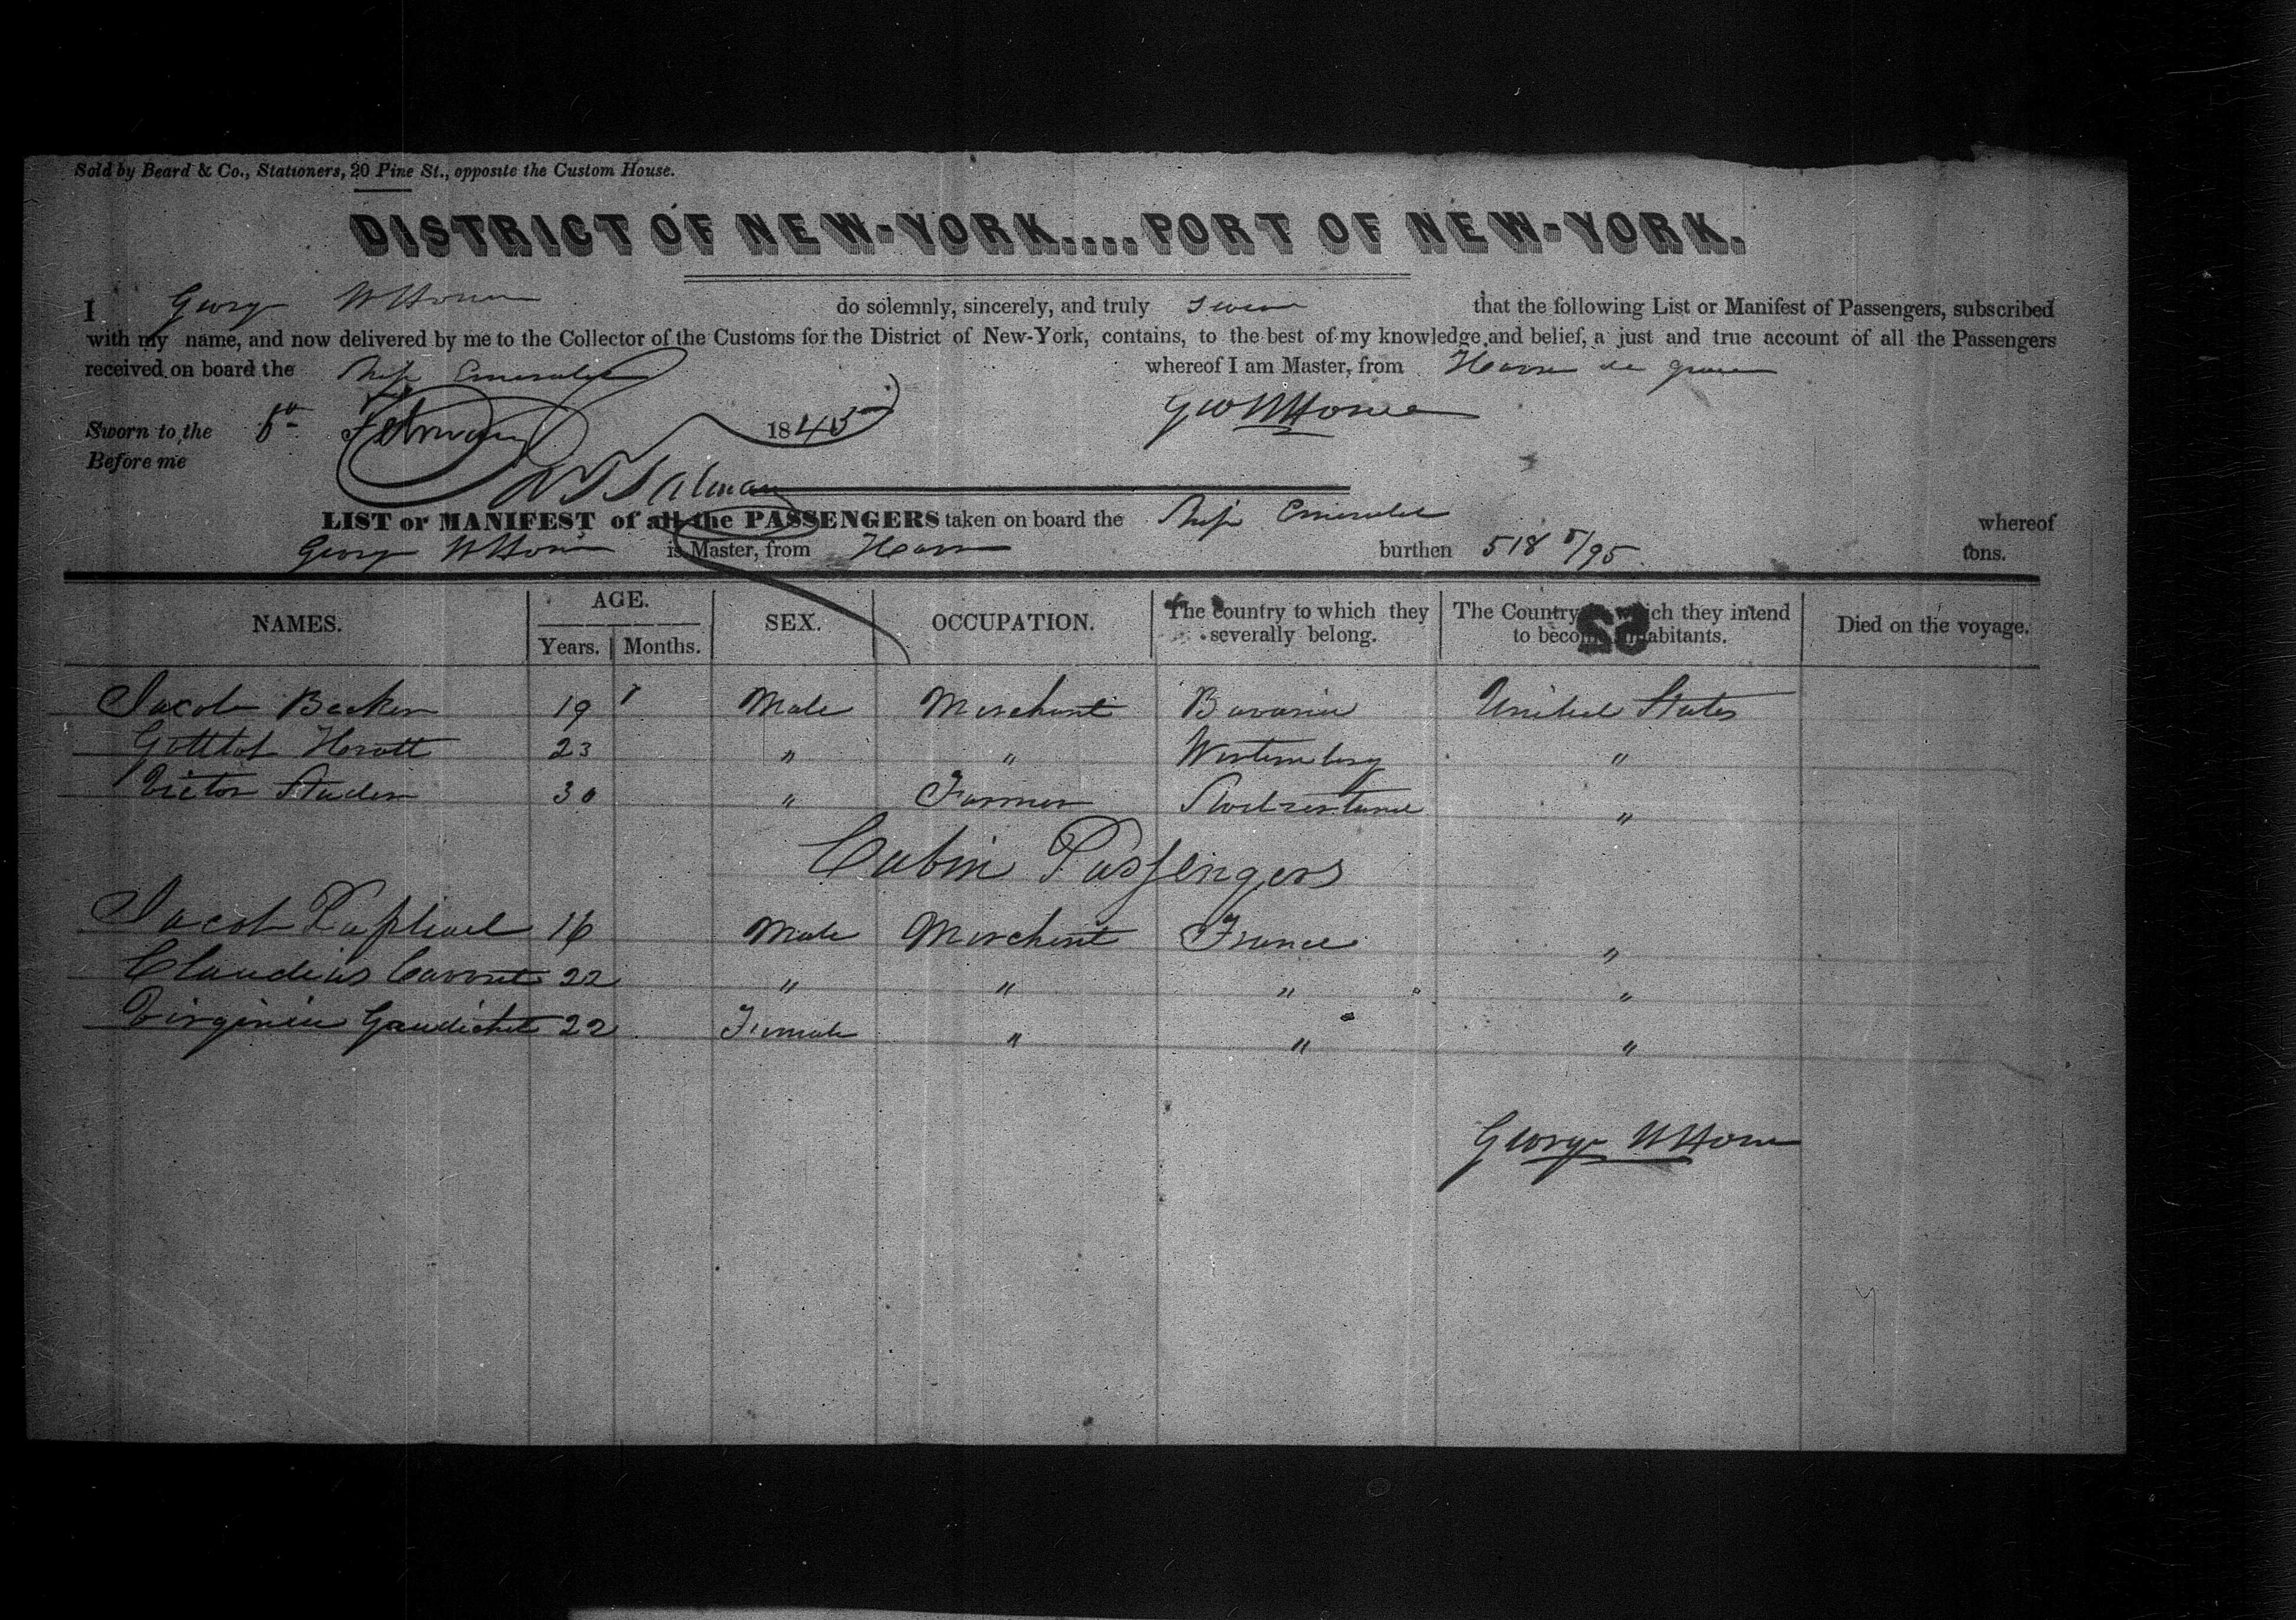 Sold by Beard & Co., Stationers, 20 Pine St., opposite the Custom House.
DISTRICT OF NEW-YORK....PORT OF NEW-YORK.
I George W Howe do solemnly, sincerely, and truly swear that the following List or Manifest of Passengers, subscribed
with my name, and now delivered by me to the Collector of the Customs for the District of New-York, contains, to the best of my knowledge and belief, a just and true account of all the Passengers
received on board the Ship Emerald whereof I am Master, from Havre de grace
Geo W Howe
Sworn to the February 1845
Before me
LIST or MANIFEST of all the PASSENGERS taken on board the Ship Emerald whereof
George W Howe is Master, from Havre burthen 518 5/95 tons.
NAMES. AGE. SEX. OCCUPATION. The country to which they severally belong. The Country which they intend to become inhabitants. Died on the voyage.
Years. Months.
52
Jacob Becker 19 Male Merchant Bavaria United States
Gottlob 23 " " Wurtemberg "
Victor Studer 30 " Farmer "
Cabin Passengers
Jacob Raphael 16 Male Merchant France "
Claudius 22 " " " "
Virginia Gaudichet 22 Female " " "
George W Howe